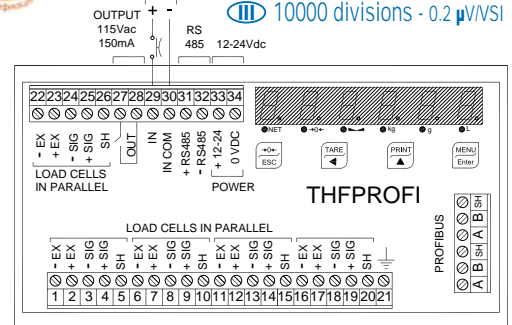 III 10000 divisions - 0.2 µV/VSI
OUTPUT + -
115Vac RS
150mA 485 12-24Vdc
22 23 24 25 26 27 28 29 30 31 32 33 34
- EX + EX - SIG + SIG SH OUT IN IN COM + RS485 - RS485 + 12-24 0 VDC
LOAD CELLS
IN PARALLEL
POWER
NET →0← kg g L
→0← ESC TARE PRINT MENU Enter
THFPROFI
PROFIBUS
SH B A SH B A
LOAD CELLS IN PARALLEL
- EX + EX - SIG + SIG SH - EX + EX - SIG + SIG SH - EX + EX - SIG + SIG SH - EX + EX - SIG + SIG SH
1 2 3 4 5 6 7 8 9 10 11 12 13 14 15 16 17 18 19 20 21